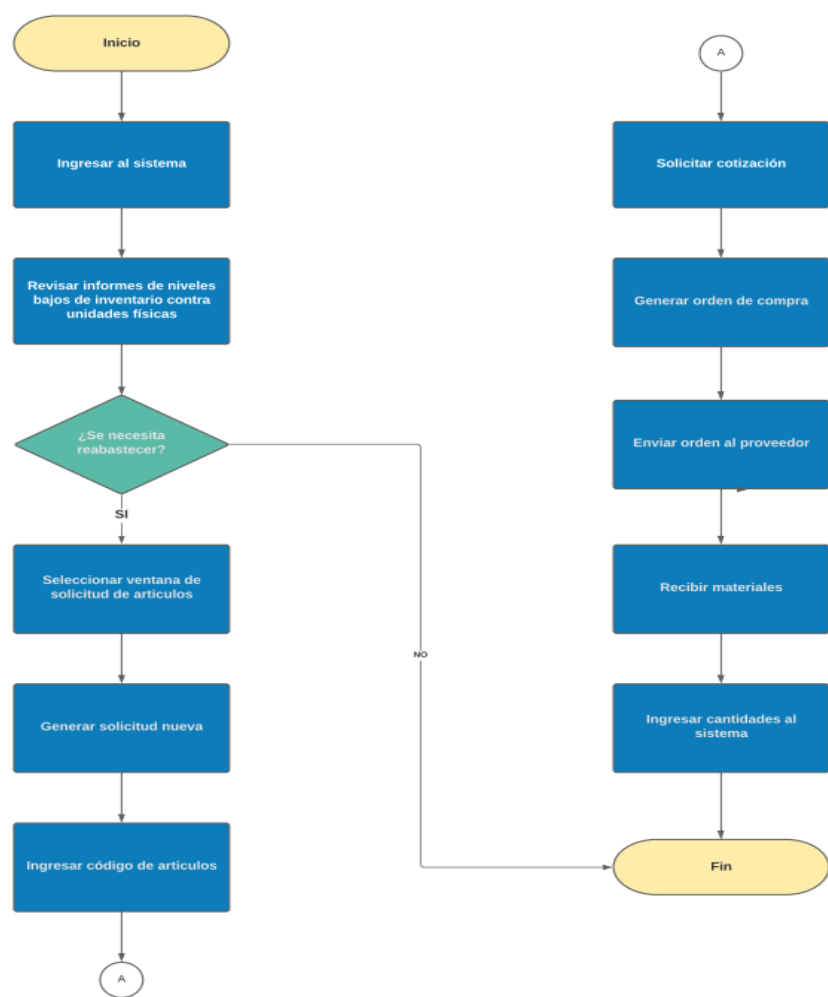 Inicio
Ingresar al sistema
Revisar informes de niveles
bajos de inventario contra
unidades físicas
¿Se necesita
reabastecer?
SI
Seleccionar ventana de
solicitud de artículos
Generar solicitud nueva
Ingresar código de articulos
A
NO
A
Solicitar cotización
Generar orden de compra
Enviar orden al proveedor
Recibir materiales
Ingresar cantidades al
sistema
Fin